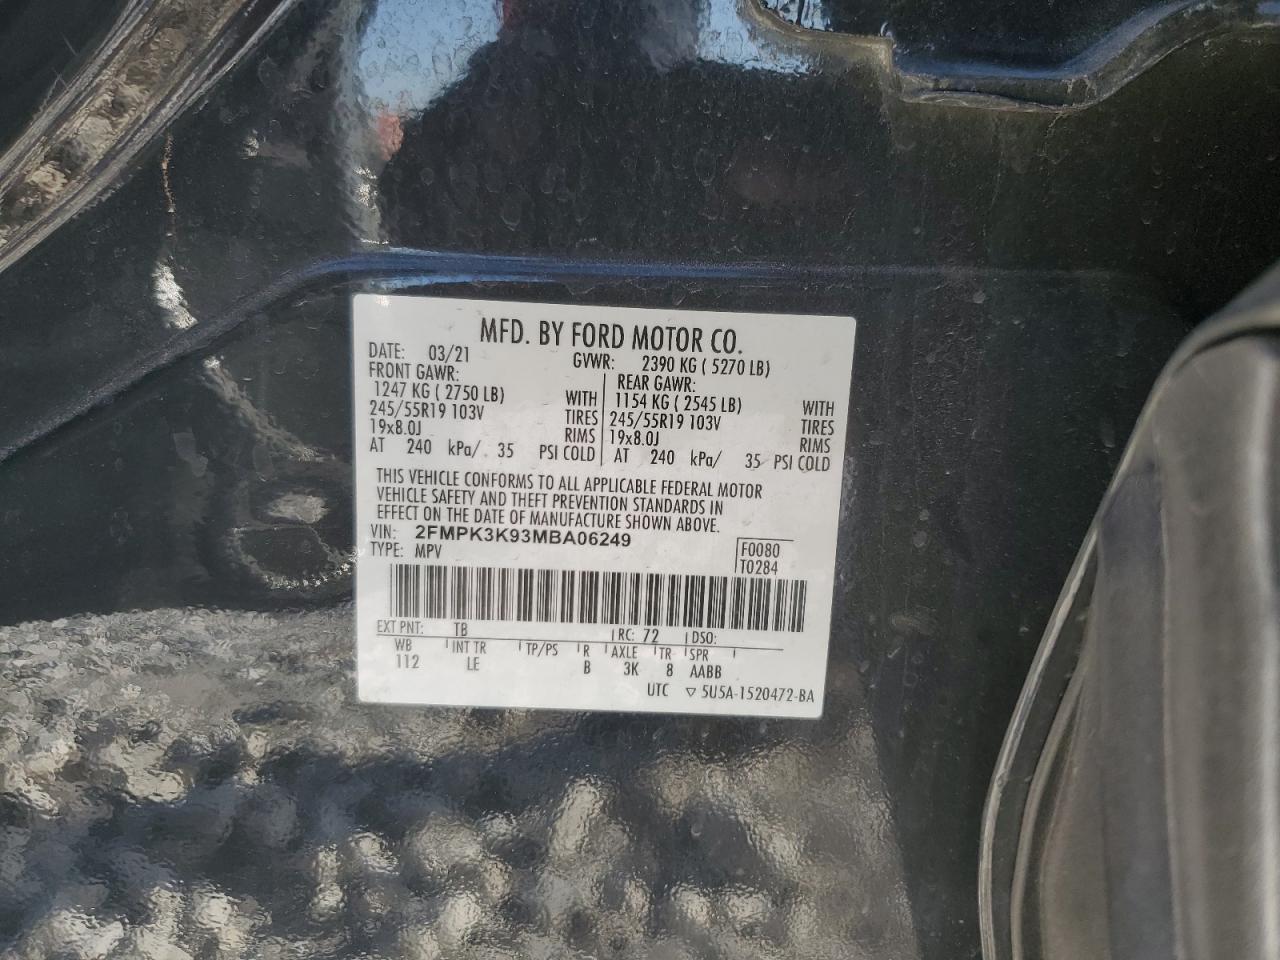 MFD. BY FORD MOTOR CO.
DATE: 03/21 GVWR: 2390 KG ( 5270 LB)
FRONT GAWR: REAR GAWR:
1247 KG ( 2750 LB) WITH 1154 KG ( 2545 LB) WITH
245/55R19 103V TIRES 245/55R19 103V TIRES
19x8.0J RIMS 19x8.0J RIMS
AT 240 kPa/ 35 PSI COLD AT 240 kPa/ 35 PSI COLD
THIS VEHICLE CONFORMS TO ALL APPLICABLE FEDERAL MOTOR
VEHICLE SAFETY AND THEFT PREVENTION STANDARDS IN
EFFECT ON THE DATE OF MANUFACTURE SHOWN ABOVE.
VIN: 2FMPK3K93MBA06249 F0080
TYPE: MPV T0284
EXT PNT: TB RC: 72 DSO:
WB INT TR TP/PS R AXLE TR SPR
112 LE B 3K 8 AABB
UTC ▽ 5U5A-1520472-BA